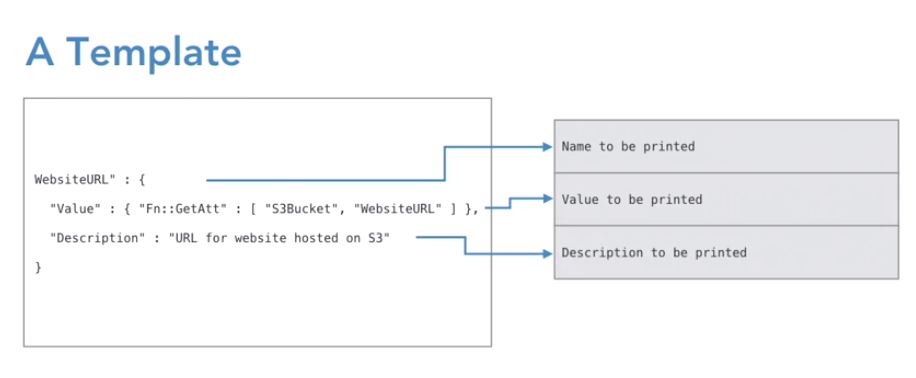 A Template
WebsiteURL" : {
"Value" : { "Fn::GetAtt" : [ "S3Bucket", "WebsiteURL" ] },
"Description" : "URL for website hosted on S3"
}
Name to be printed
Value to be printed
Description to be printed